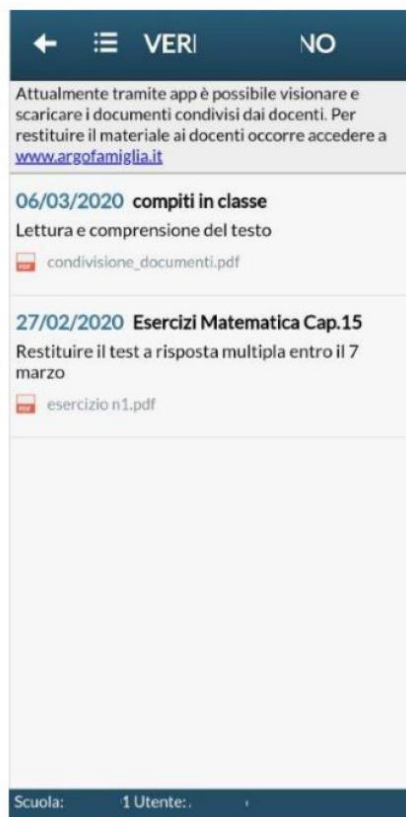 VERI NO
Attualmente tramite app è possibile visionare e
scaricare i documenti condivisi dai docenti. Per
restituire il materiale ai docenti occorre accedere a
www.argofamiglia.it
06/03/2020 compiti in classe
Lettura e comprensione del testo
PDF condivisione_documenti.pdf
27/02/2020 Esercizi Matematica Cap.15
Restituire il test a risposta multipla entro il 7
marzo
PDF esercizio n1.pdf
Scuola: 1 Utente: